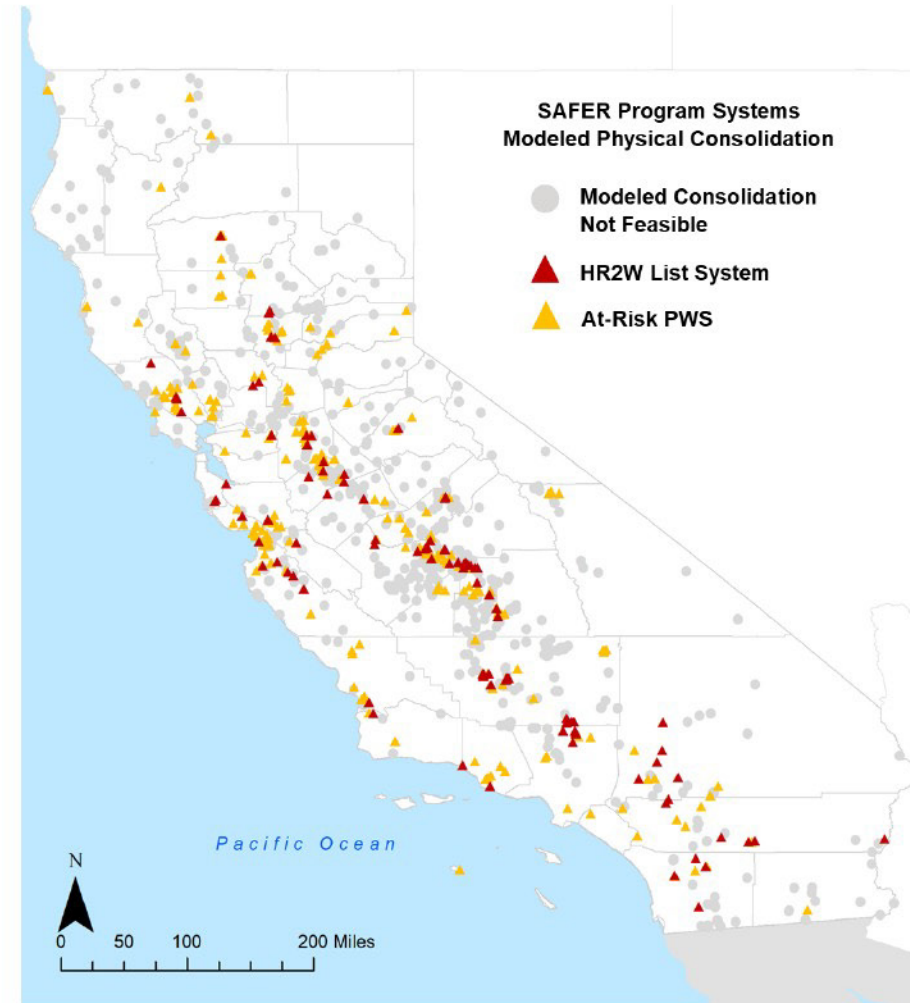 SAFER Program Systems
Modeled Physical Consolidation
Modeled Consolidation
Not Feasible
HR2W List System
At-Risk PWS
Pacific Ocean
N
0 50 100 200 Miles